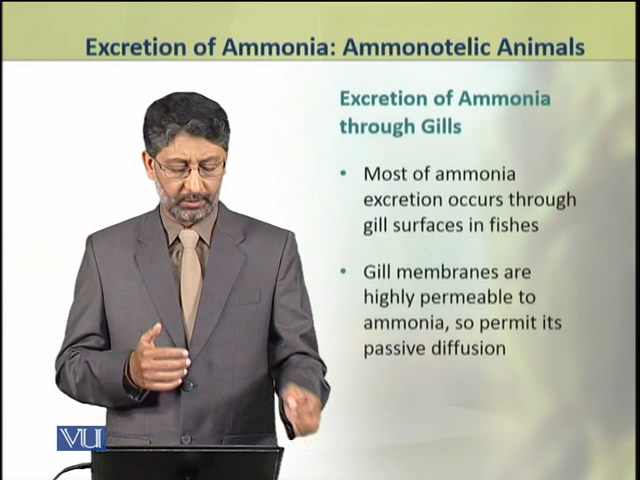 Excretion of Ammonia: Ammonotelic Animals
Excretion of Ammonia
through Gills
• Most of ammonia
excretion occurs through
gill surfaces in fishes
• Gill membranes are
highly permeable to
ammonia, so permit its
passive diffusion
VU